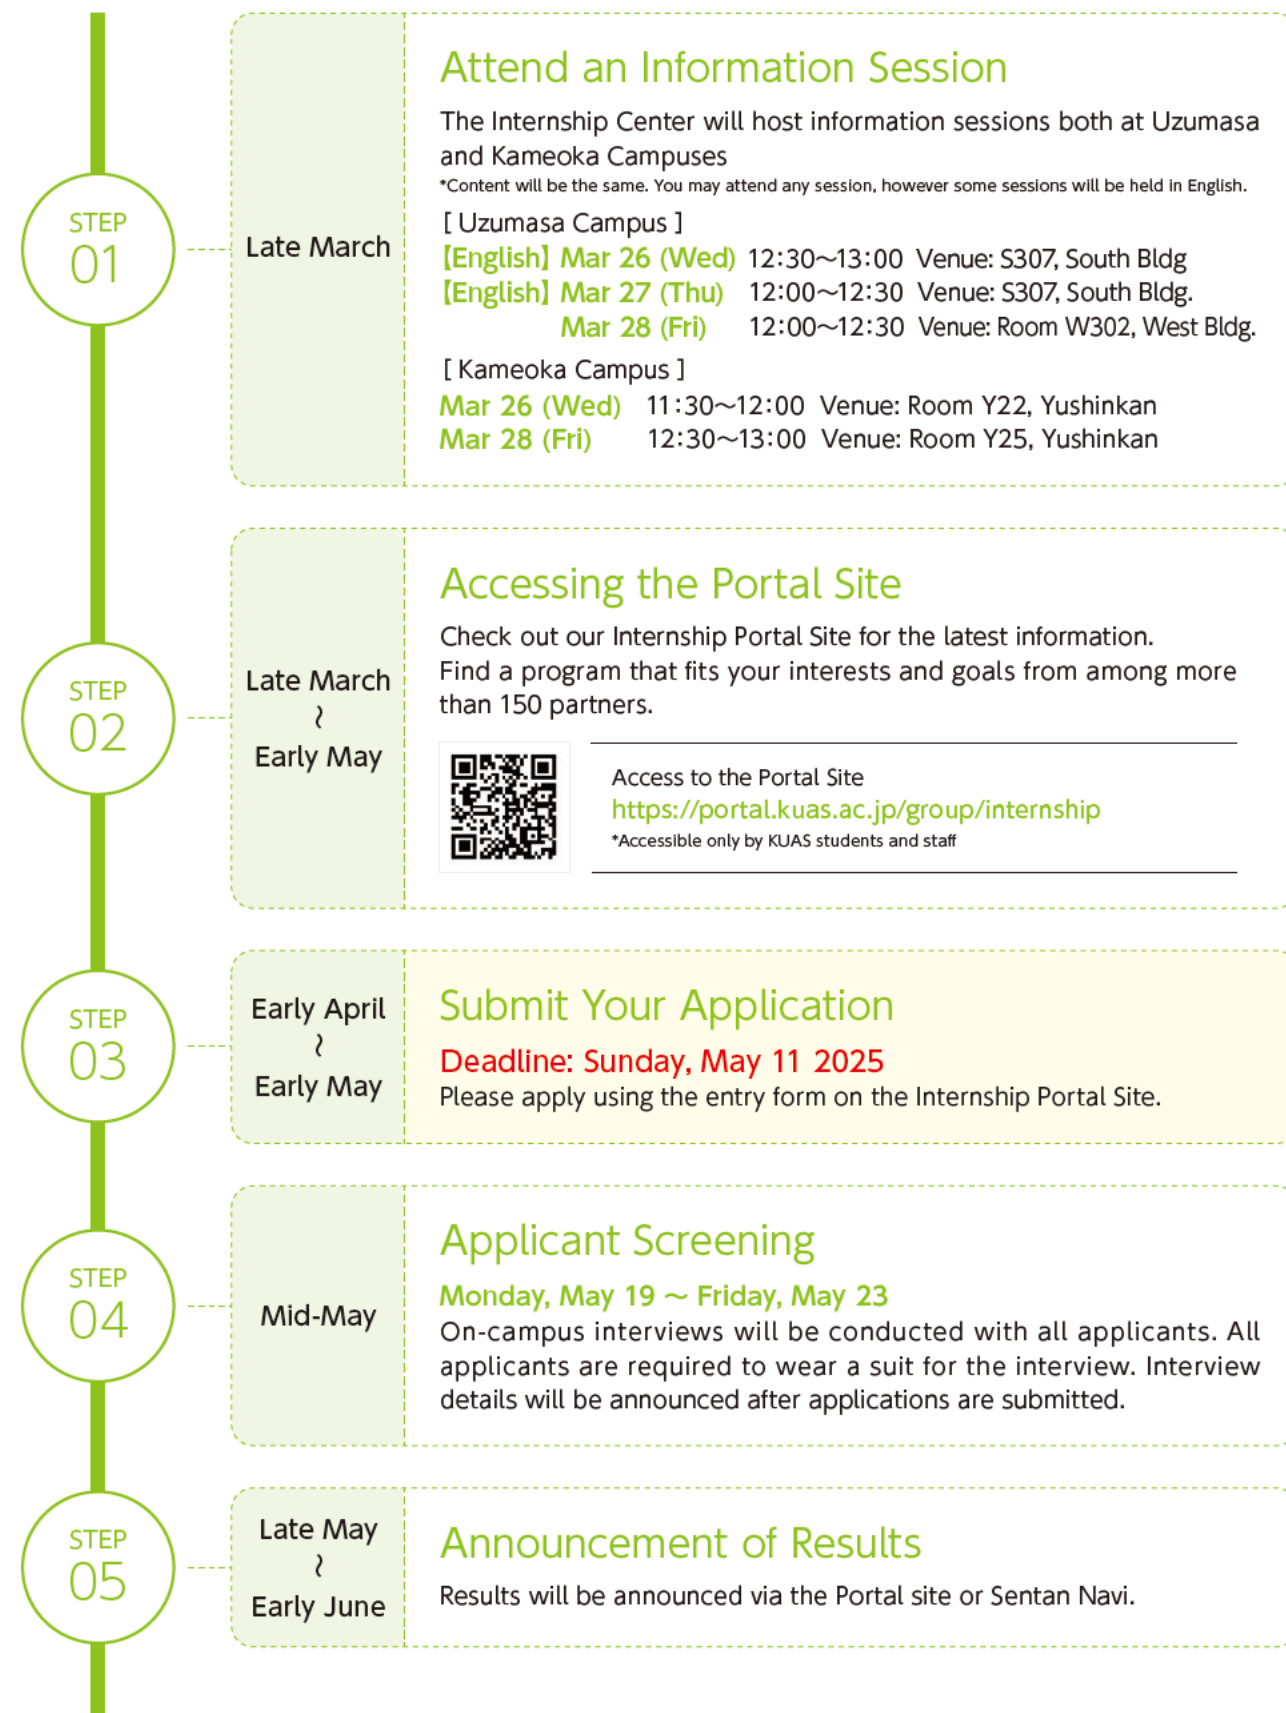 STEP
01
Late March
Attend an Information Session
The Internship Center will host information sessions both at Uzumasa
and Kameoka Campuses
*Content will be the same. You may attend any session, however some sessions will be held in English.
[ Uzumasa Campus ]
【English】 Mar 26 (Wed) 12:30～13:00 Venue: S307, South Bldg
【English】 Mar 27 (Thu) 12:00～12:30 Venue: S307, South Bldg.
Mar 28 (Fri) 12:00～12:30 Venue: Room W302, West Bldg.
[ Kameoka Campus ]
Mar 26 (Wed) 11:30～12:00 Venue: Room Y22, Yushinkan
Mar 28 (Fri) 12:30～13:00 Venue: Room Y25, Yushinkan
STEP
02
Late March
～
Early May
Accessing the Portal Site
Check out our Internship Portal Site for the latest information.
Find a program that fits your interests and goals from among more
than 150 partners.
Access to the Portal Site
https://portal.kuas.ac.jp/group/internship
*Accessible only by KUAS students and staff
STEP
03
Early April
～
Early May
Submit Your Application
Deadline: Sunday, May 11 2025
Please apply using the entry form on the Internship Portal Site.
STEP
04
Mid-May
Applicant Screening
Monday, May 19 ～ Friday, May 23
On-campus interviews will be conducted with all applicants. All
applicants are required to wear a suit for the interview. Interview
details will be announced after applications are submitted.
STEP
05
Late May
～
Early June
Announcement of Results
Results will be announced via the Portal site or Sentan Navi.